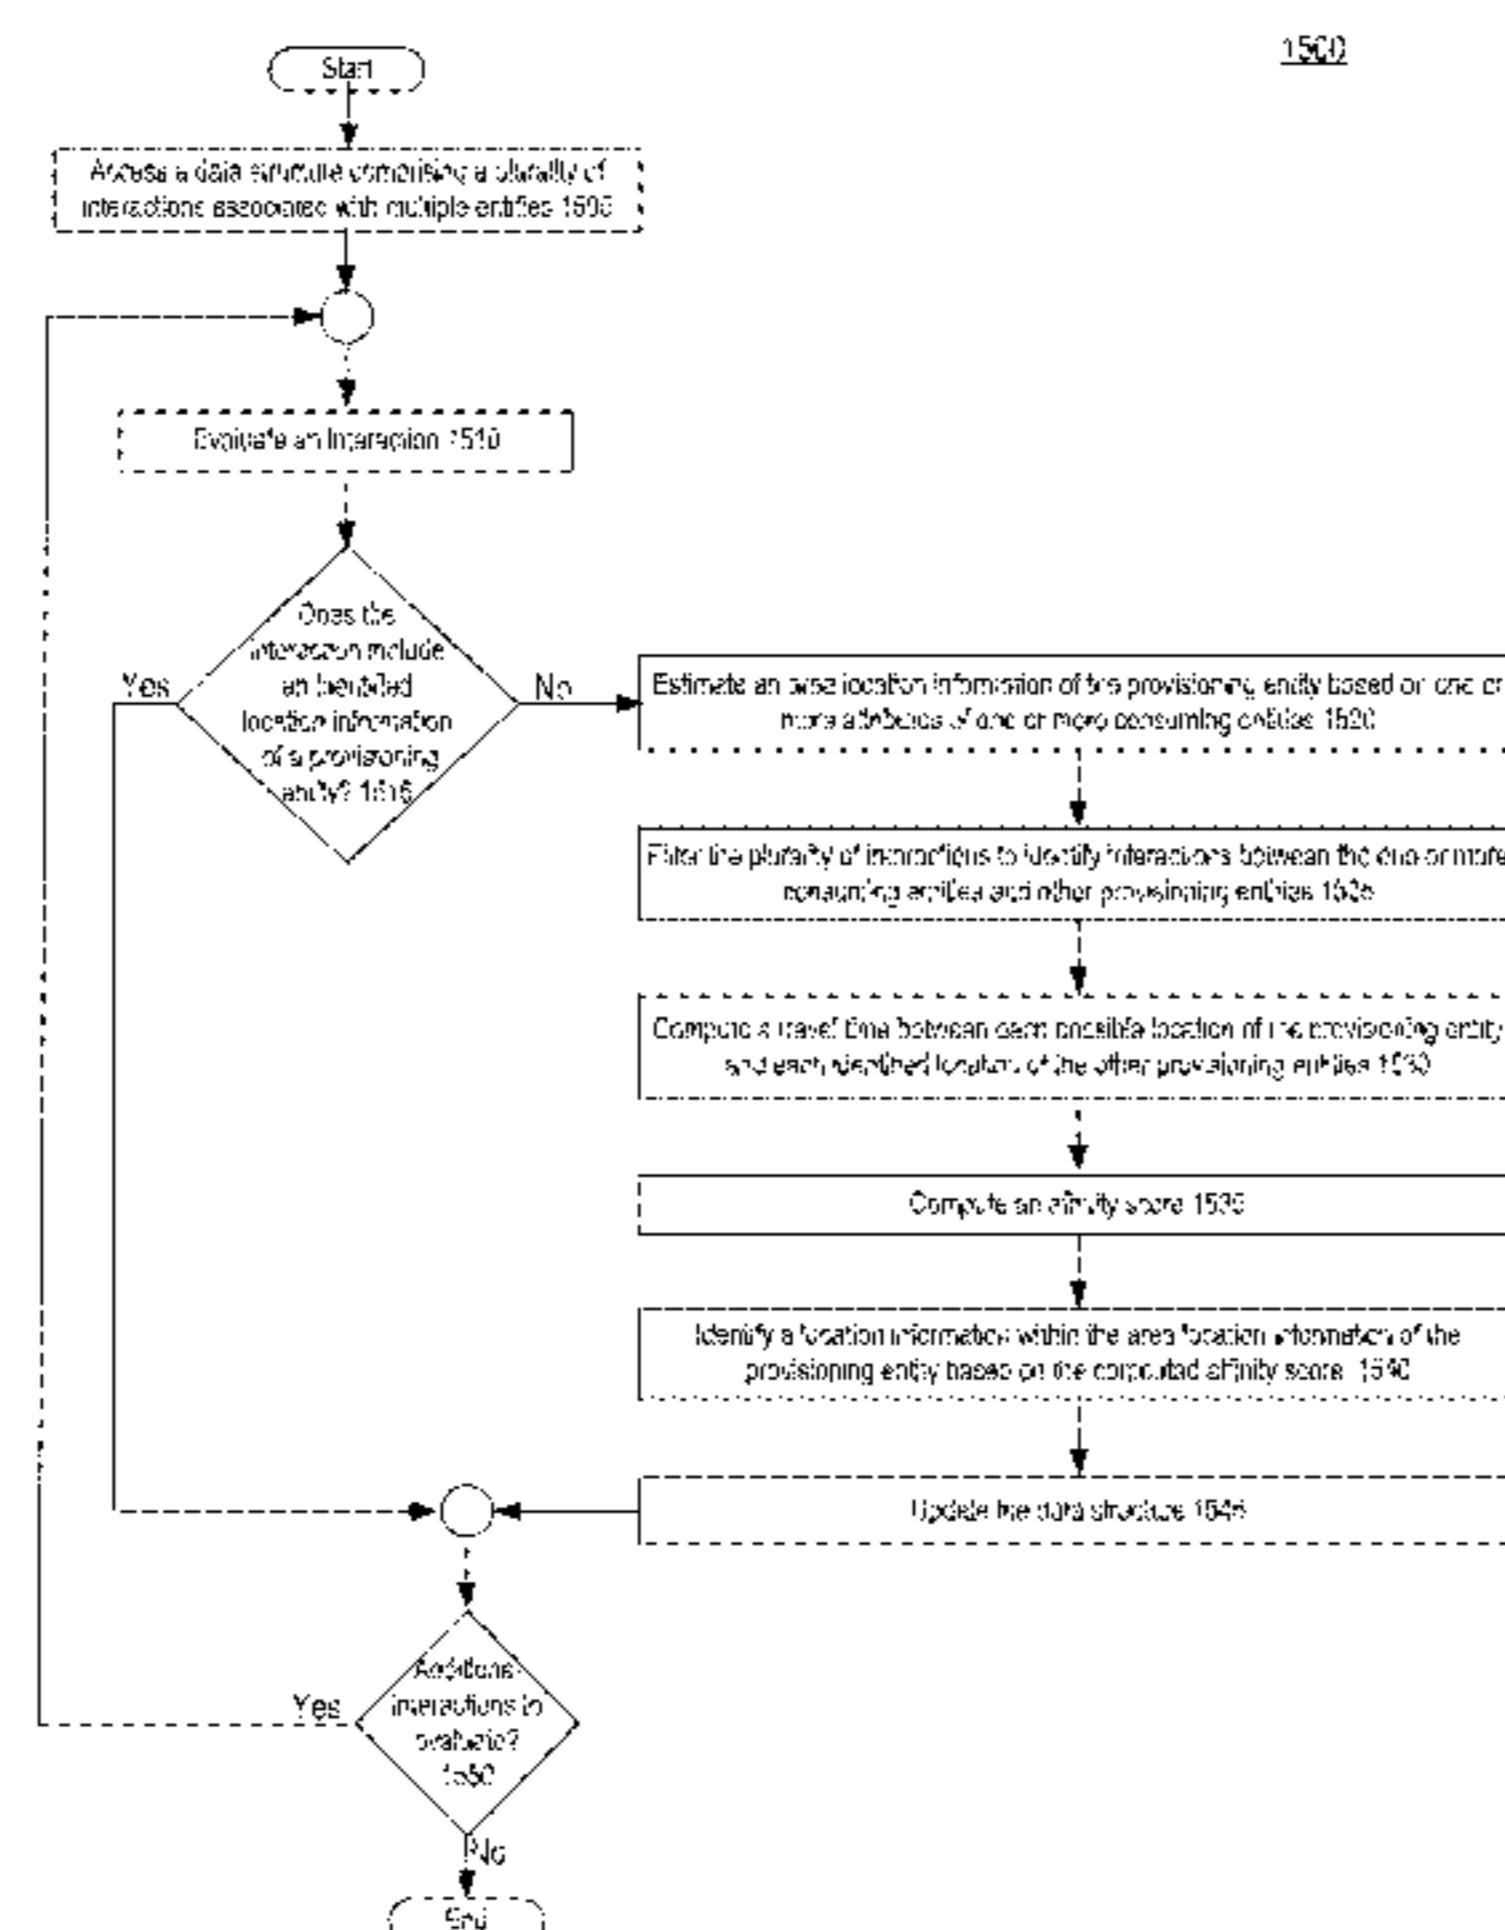 1500
Start
Access a data structure comprising a plurality of
interactions associated with multiple entities 1505
Evaluate an Interaction 1510
Does the
interaction include
an identified
location information
of a provisioning
entity? 1515
Yes
No
Estimate an area location information of the provisioning entity based on one or
more attributes of one or more consuming entities 1520
Filter the plurality of interactions to identify interactions between the one or more
consuming entities and other provisioning entities 1525
Compute a travel time between each possible location of the provisioning entity
and each identified location of the other provisioning entities 1530
Compute an affinity score 1535
Identify a location information within the area location information of the
provisioning entity based on the computed affinity score 1540
Update the data structure 1545
Additional
interactions to
evaluate?
1550
Yes
No
End